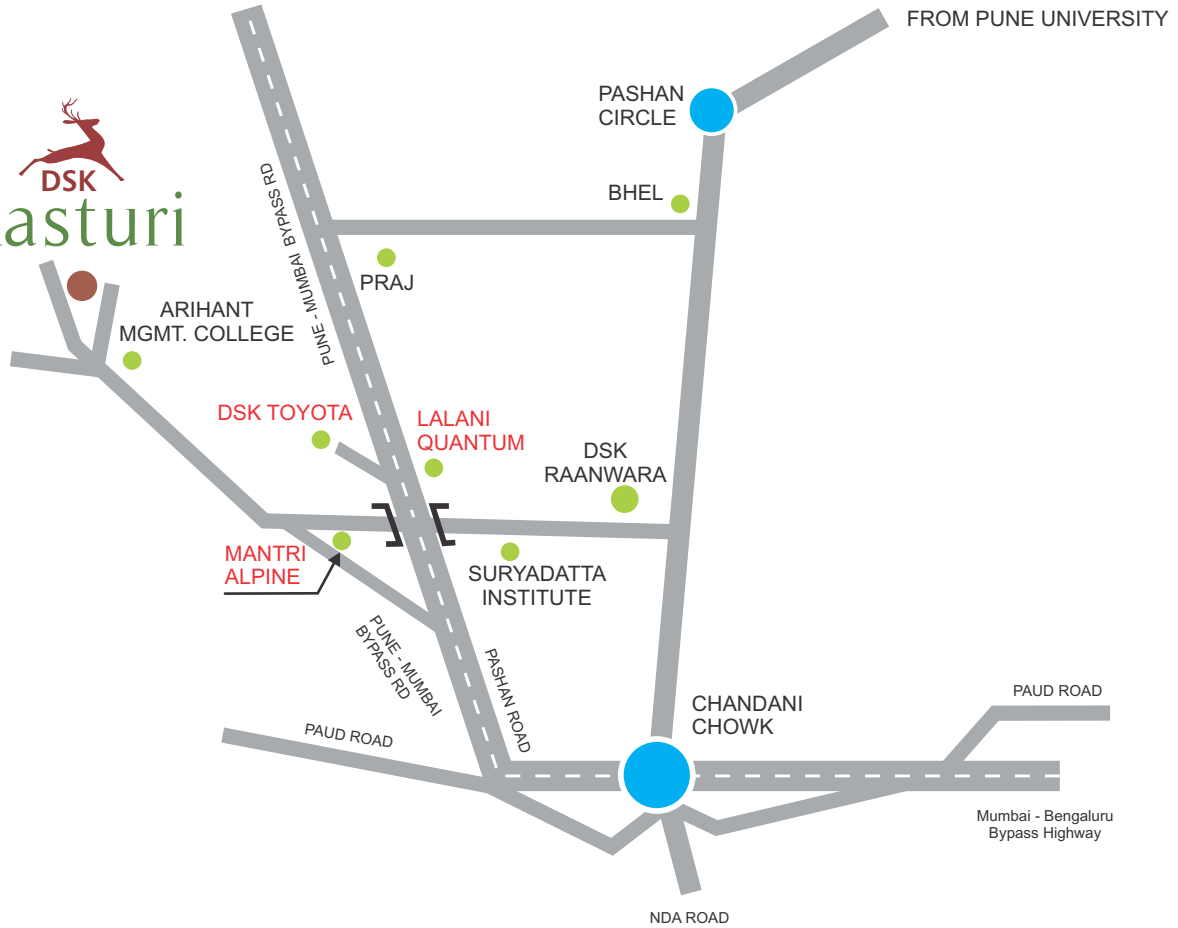 FROM PUNE UNIVERSITY
PASHAN
CIRCLE
DSK
asturi
BHEL
PUNE - MUMBAI BYPASS RD
PRAJ
ARIHANT
MGMT. COLLEGE
DSK TOYOTA
LALANI
QUANTUM
DSK
RAANWARA
MANTRI
ALPINE
SURYADATTA
INSTITUTE
PUNE - MUMBAI
BYPASS RD
PASHAN ROAD
PAUD ROAD
CHANDANI
CHOWK
PAUD ROAD
Mumbai - Bengaluru
Bypass Highway
NDA ROAD